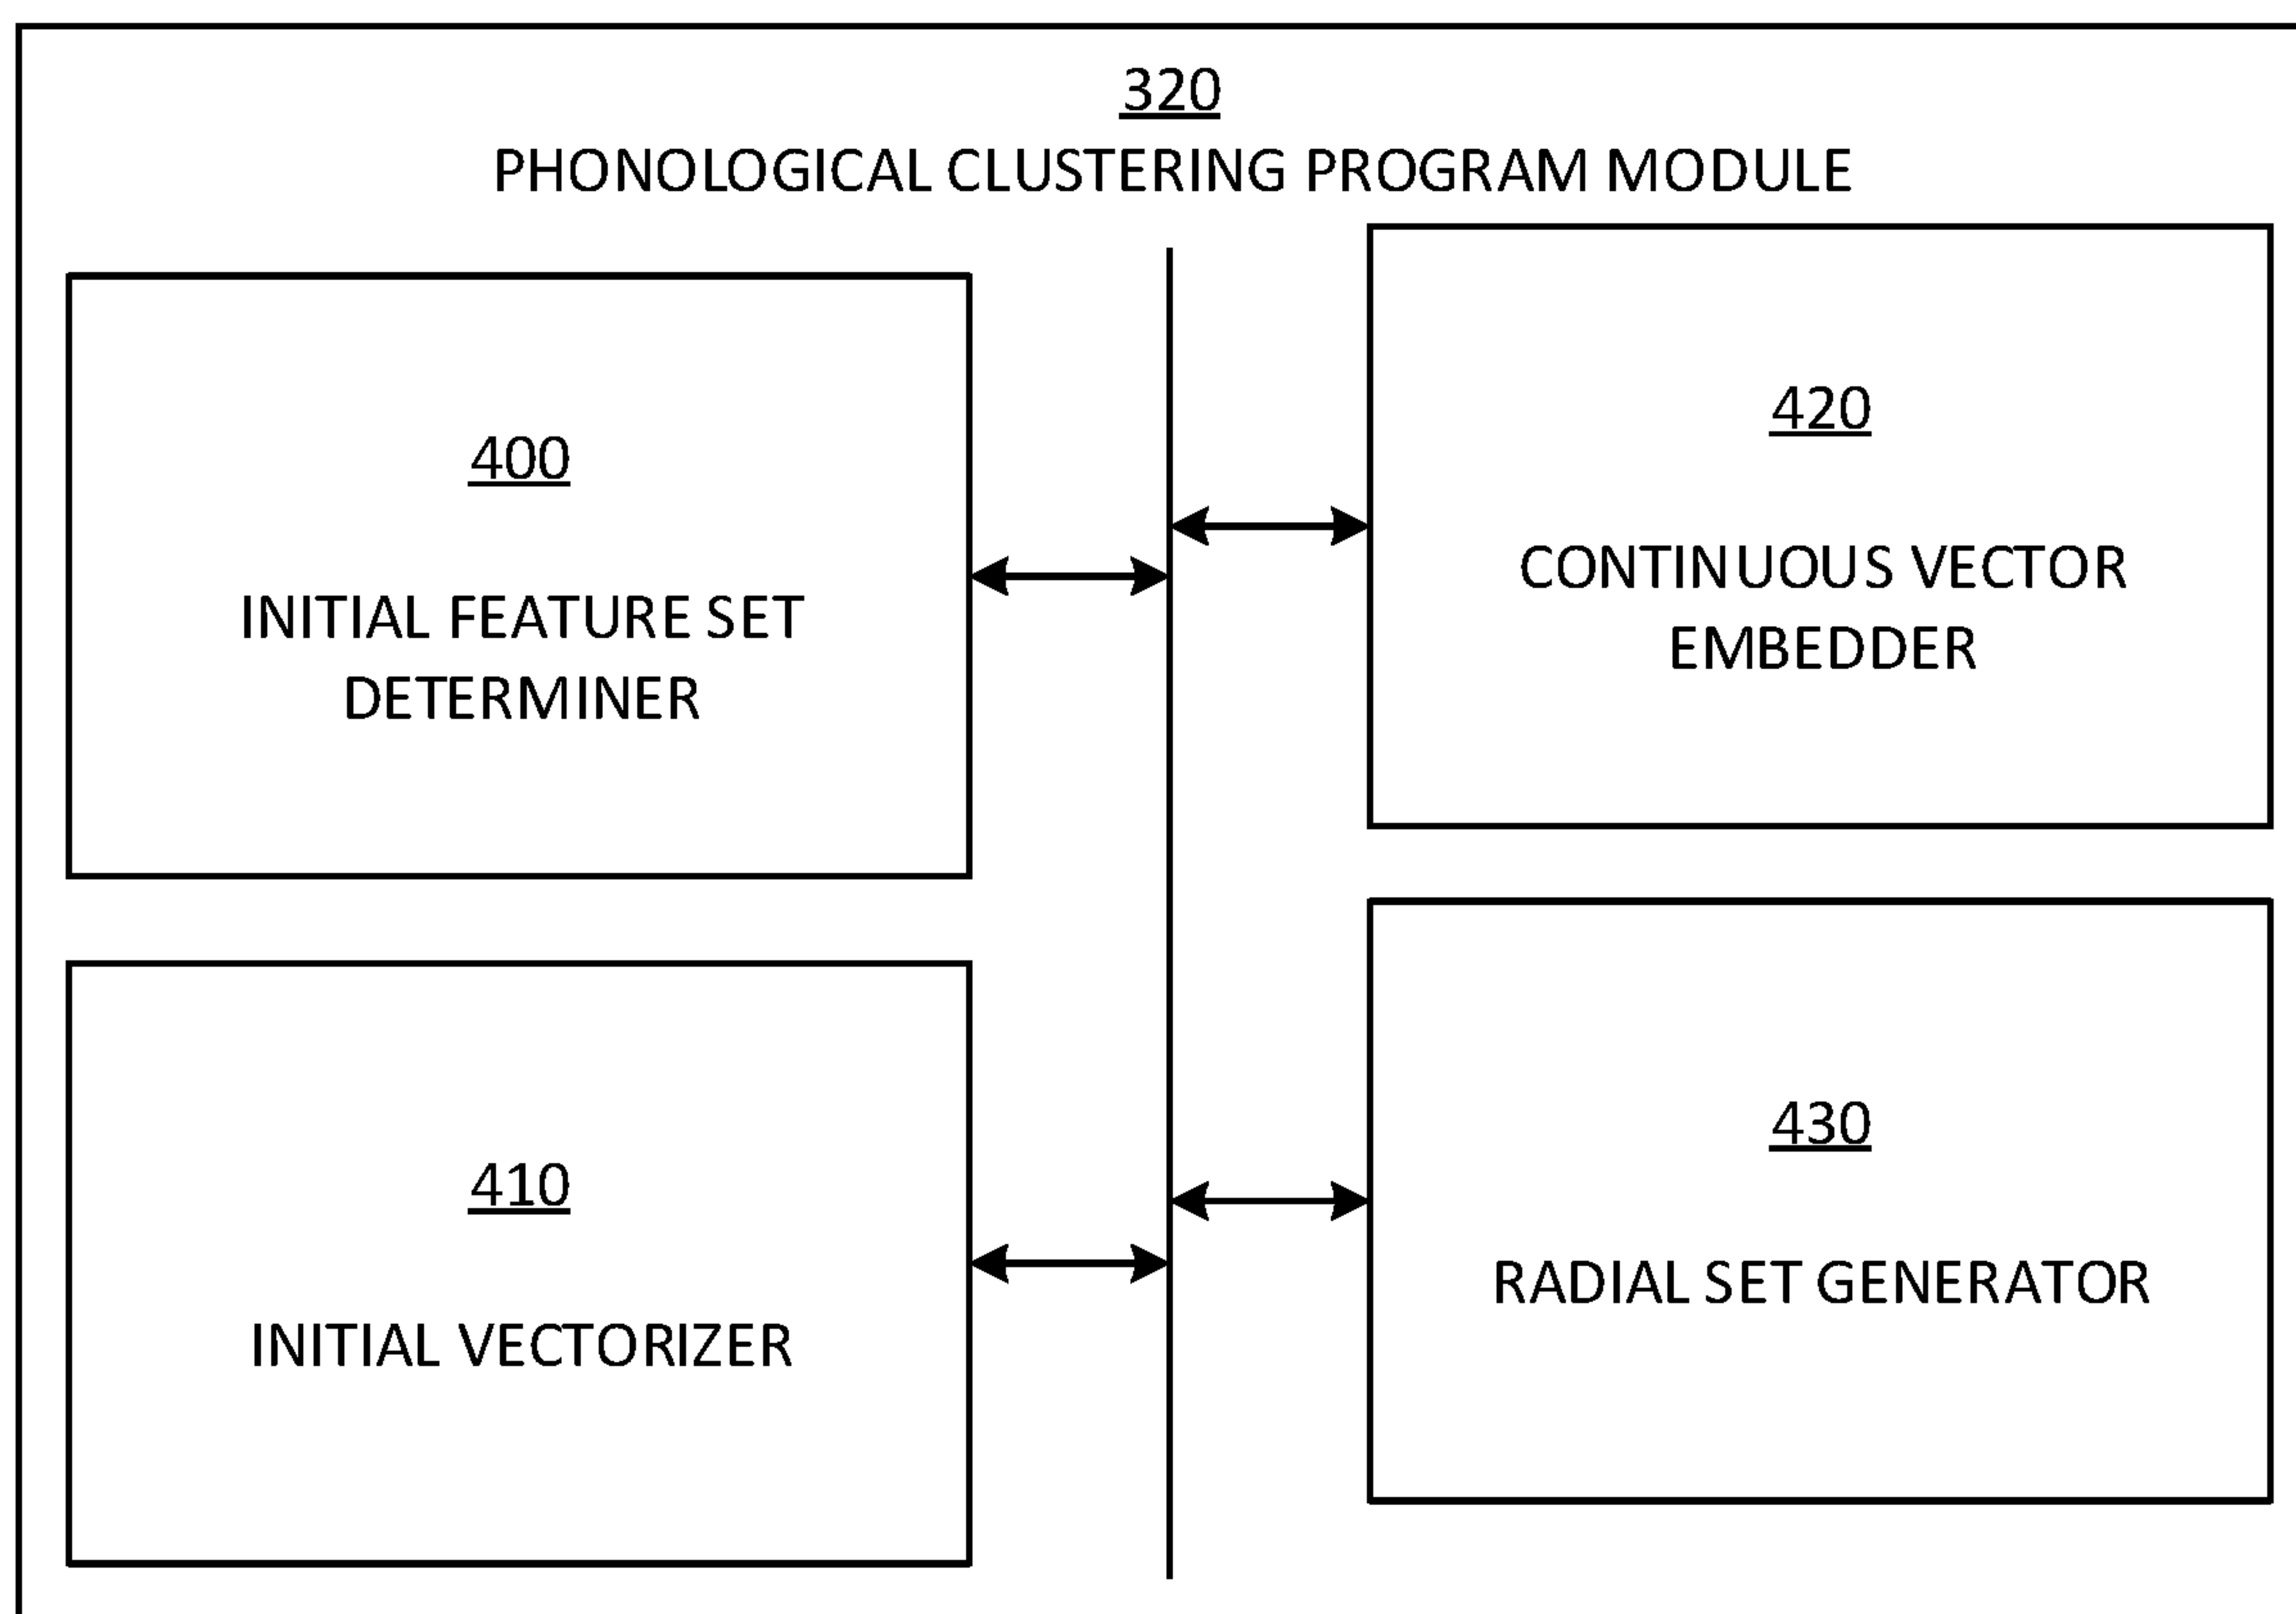 320
PHONOLOGICAL CLUSTERING PROGRAM MODULE
400
INITIAL FEATURE SET
DETERMINER
410
INITIAL VECTORIZER
420
CONTINUOUS VECTOR
EMBEDDER
430
RADIAL SET GENERATOR